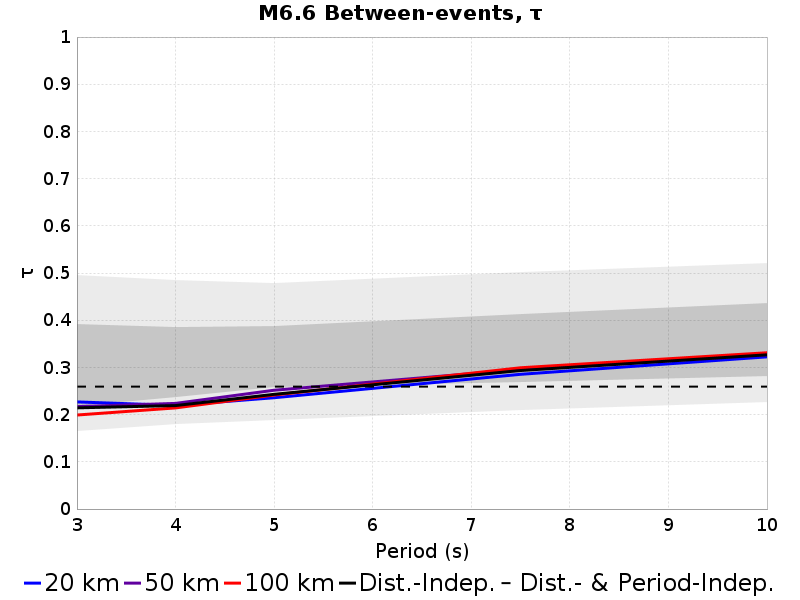 M6.6 Between-events, τ
1
0.9
0.8
0.7
0.6
0.5
0.4
0.3
0.2
0.1
0
τ
3 4 5 6 7 8 9 10
Period (s)
20 km 50 km 100 km Dist.-Indep. Dist.- & Period-Indep.